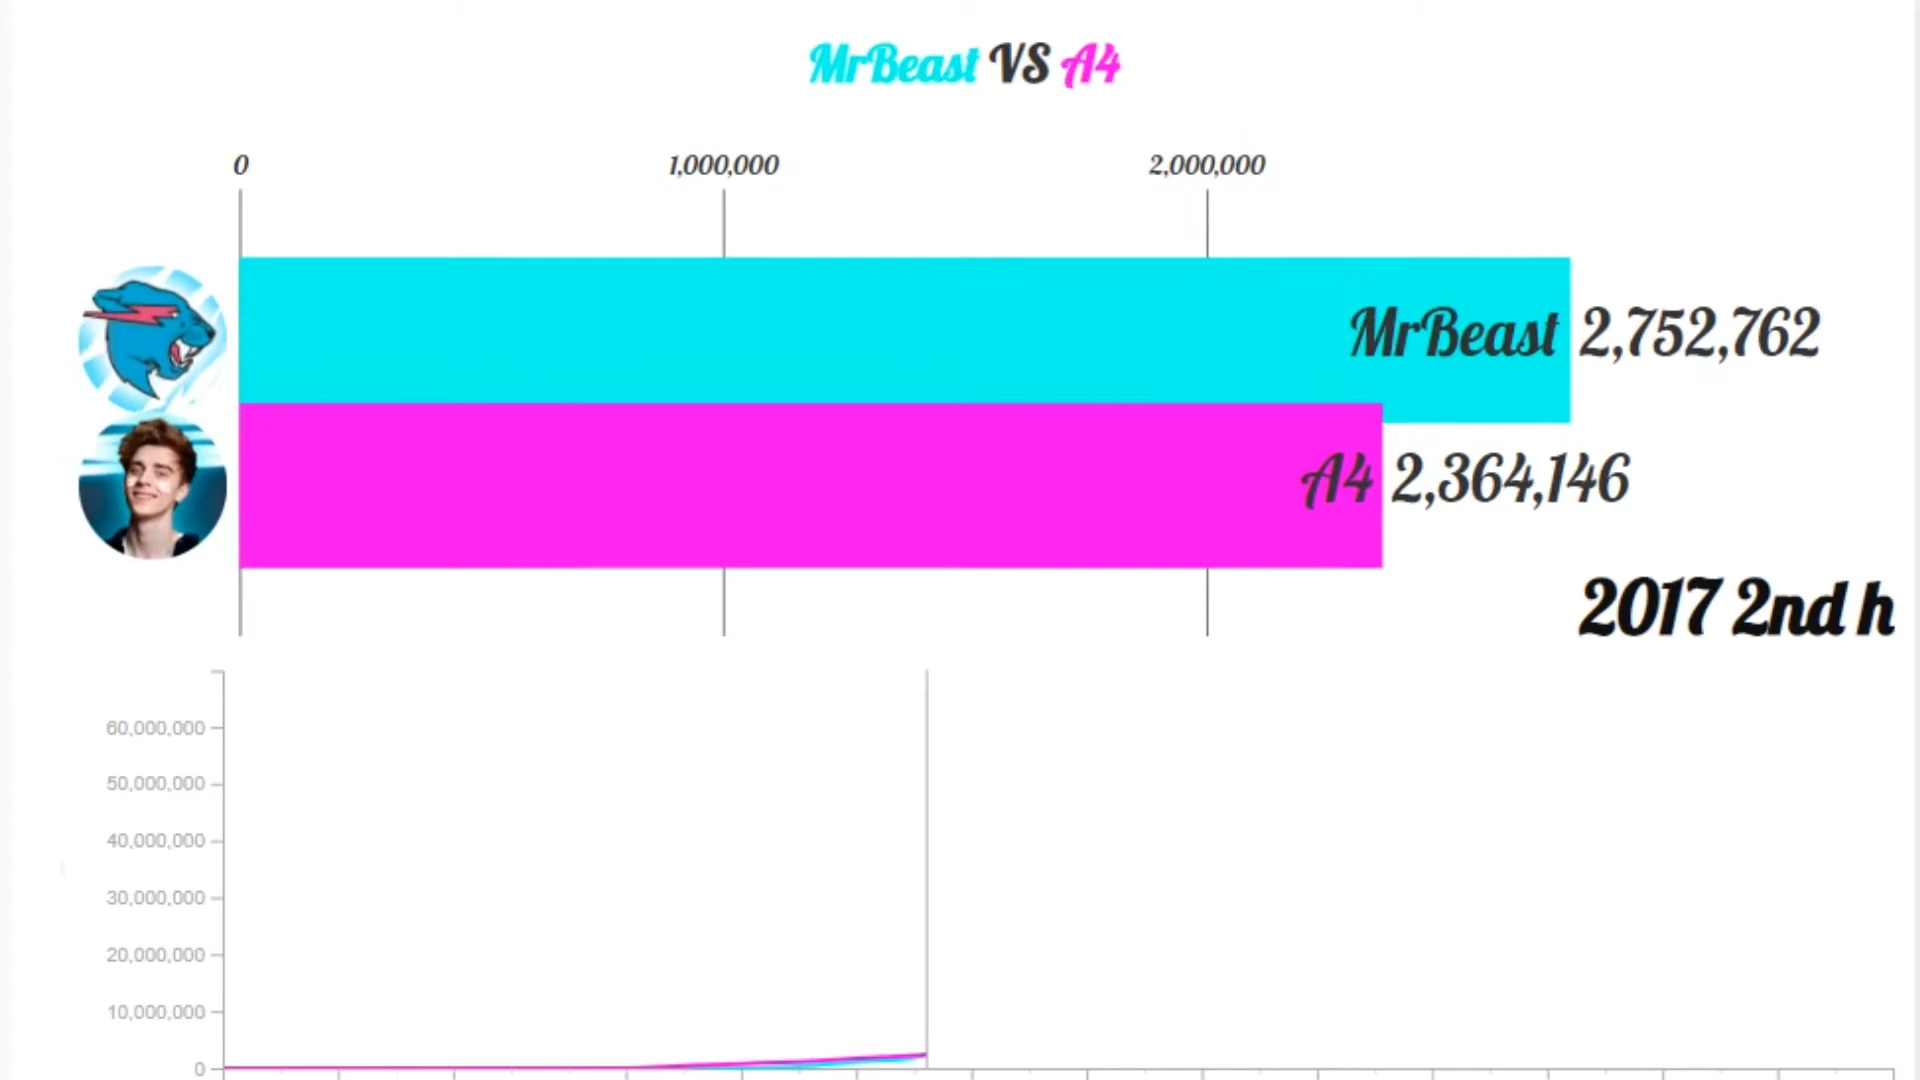 MrBeast VS A4
0 1,000,000 2,000,000
MrBeast 2,752,762
A4 2,364,146
2017 2nd h
60,000,000
50,000,000
40,000,000
30,000,000
20,000,000
10,000,000
0